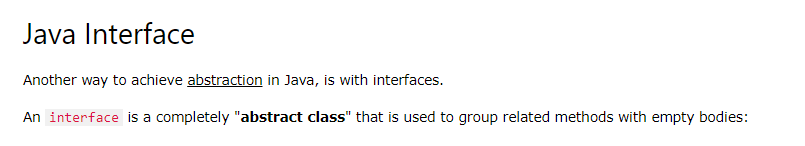 Java Interface
Another way to achieve abstraction in Java, is with interfaces.
An interface is a completely "abstract class" that is used to group related methods with empty bodies: